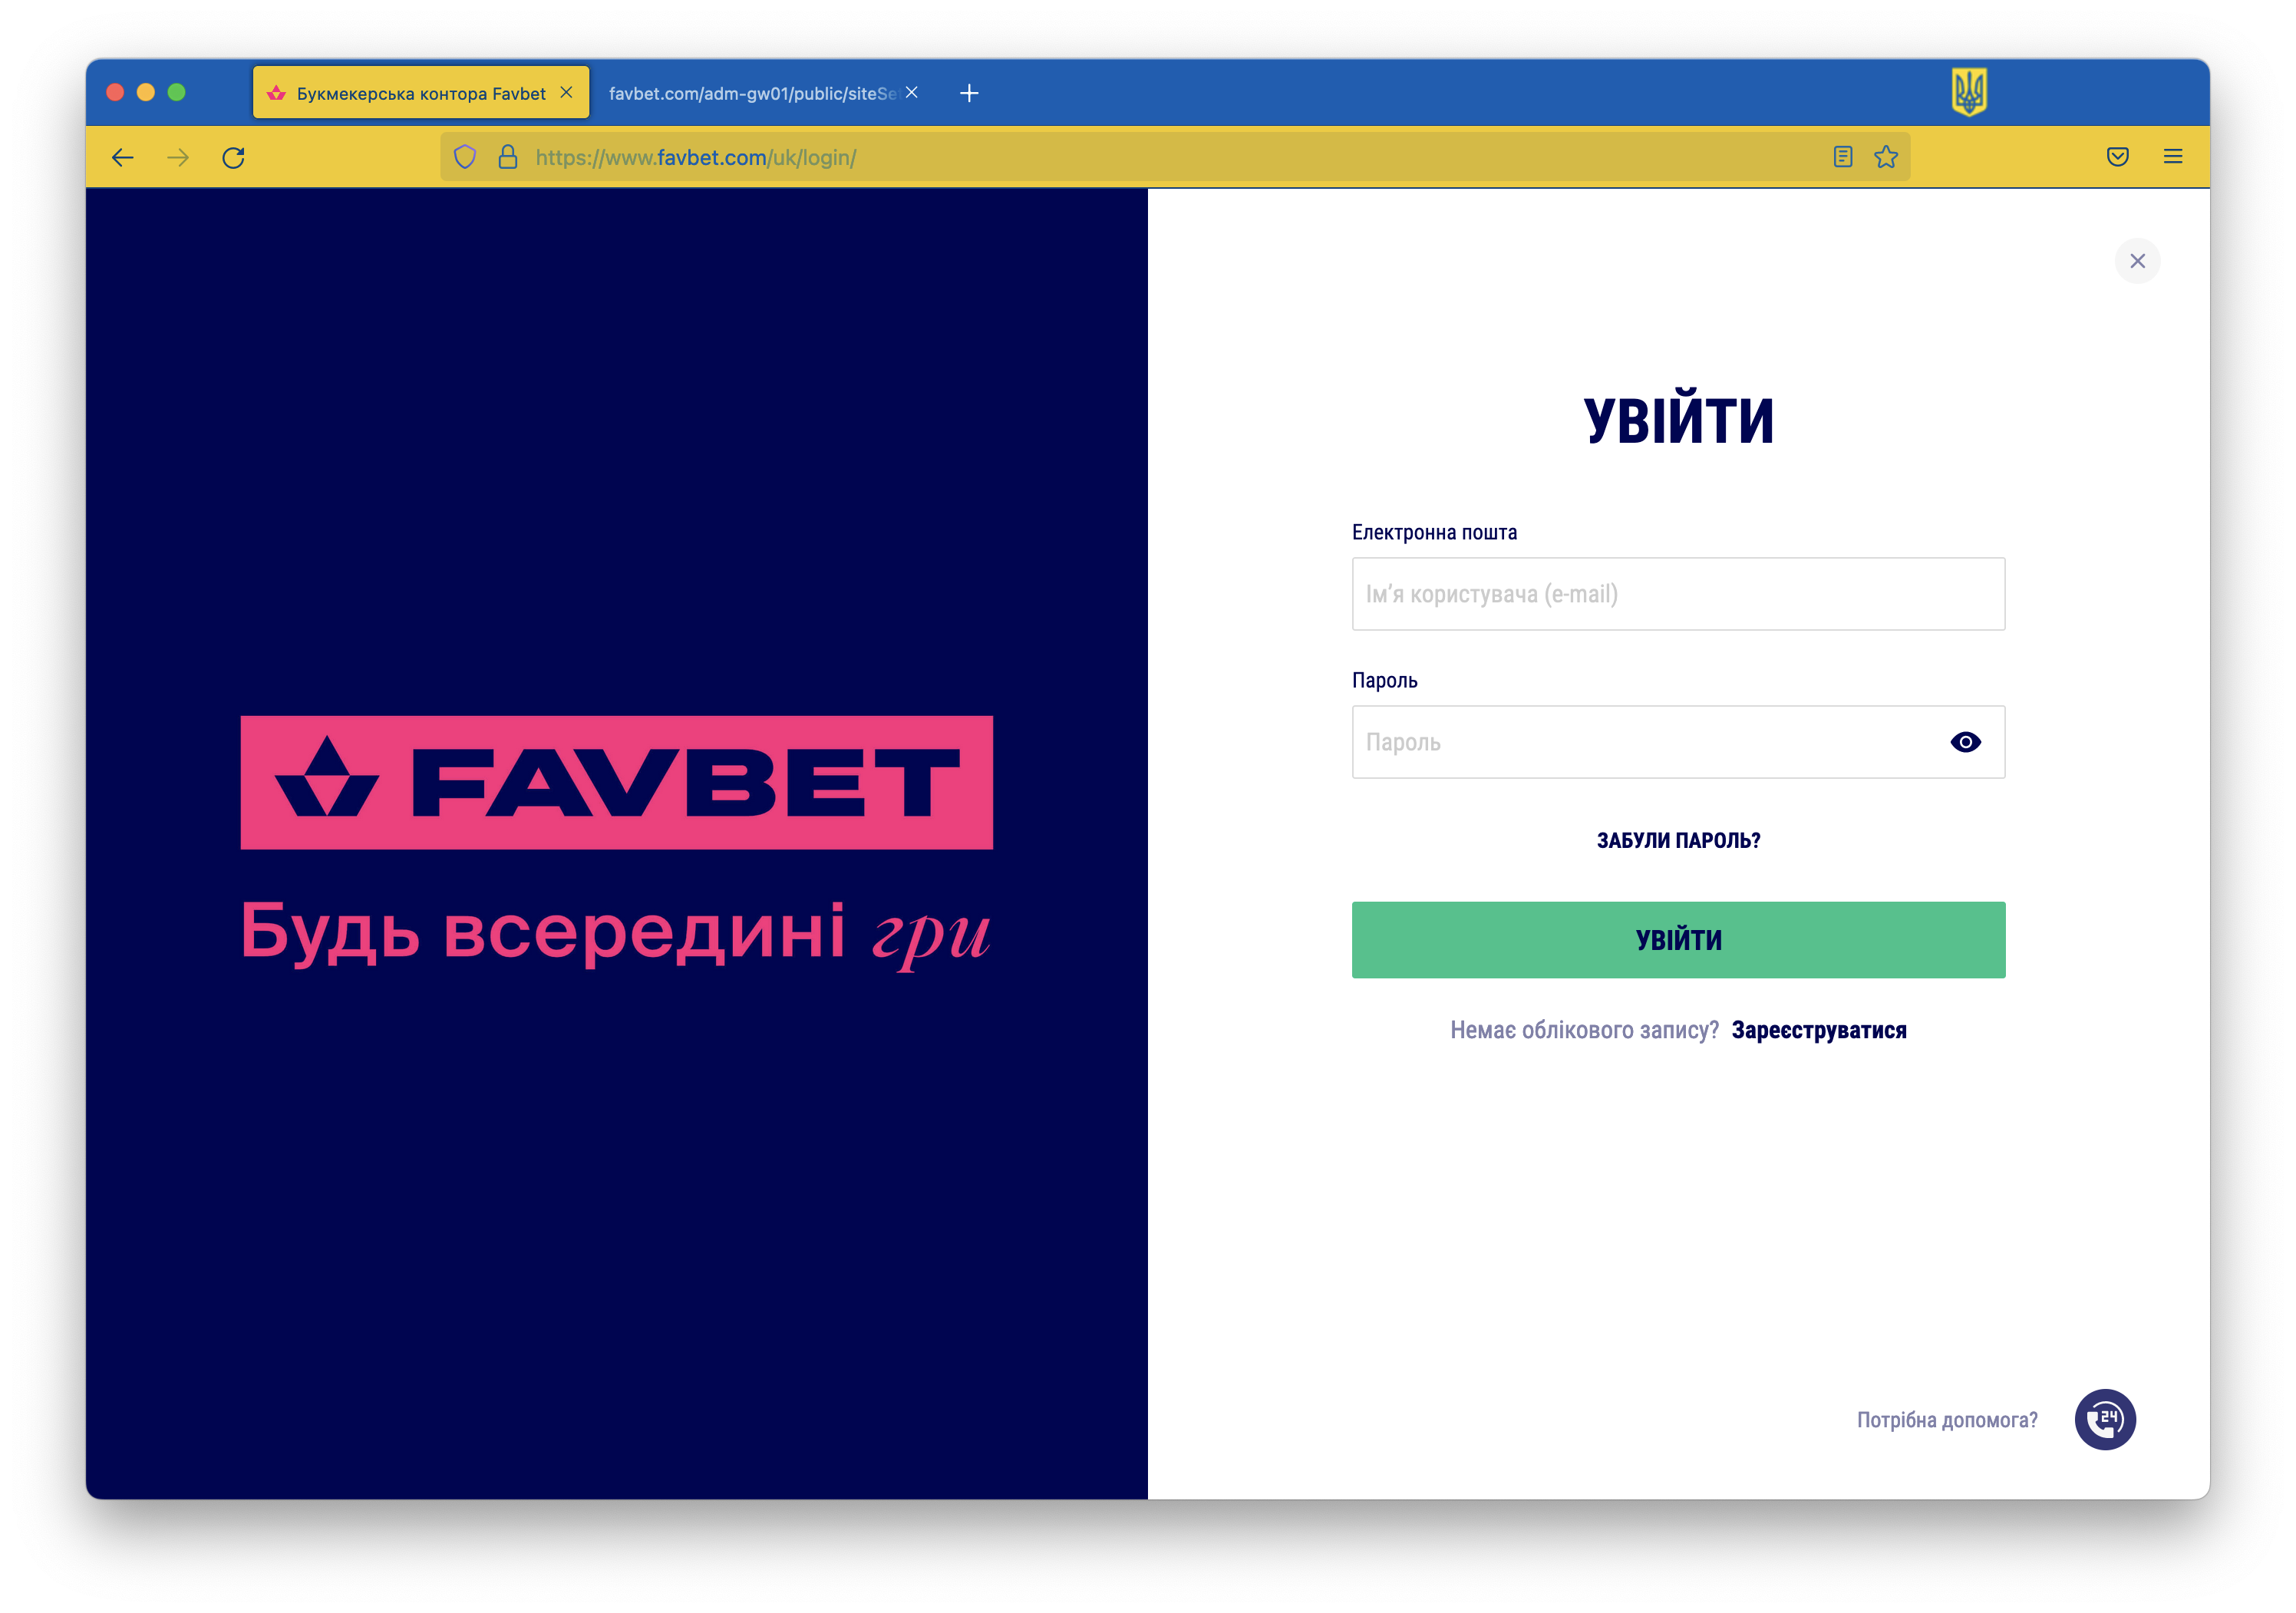 Букмекерська контора Favbet
favbet.com/adm-gw01/public/siteSe
https://www.favbet.com/uk/login/
FAVBET
Будь всередині гри
УВІЙТИ
Електронна пошта
Ім’я користувача (e-mail)
Пароль
Пароль
ЗАБУЛИ ПАРОЛЬ?
УВІЙТИ
Немає облікового запису? Зареєструватися
Потрібна допомога?
24